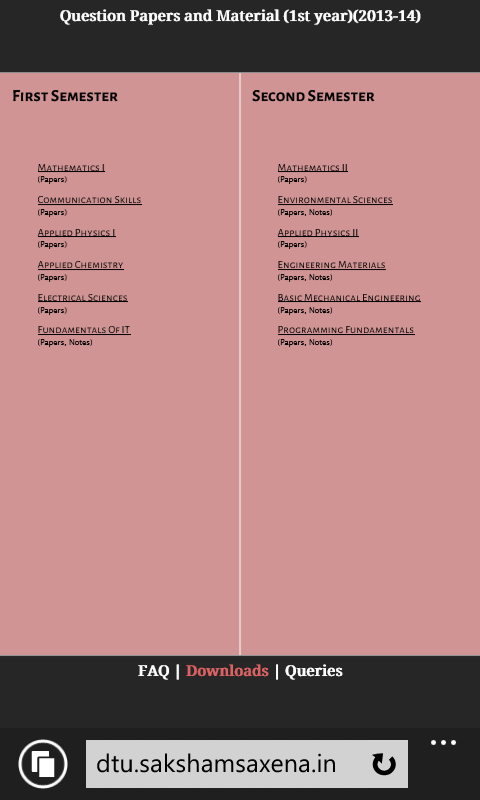 Question Papers and Material (1st year)(2013-14)
First Semester
Mathematics I
(Papers)
Communication Skills
(Papers)
Applied Physics I
(Papers)
Applied Chemistry
(Papers)
Electrical Sciences
(Papers)
Fundamentals Of IT
(Papers, Notes)
Second Semester
Mathematics II
(Papers)
Environmental Sciences
(Papers, Notes)
Applied Physics II
(Papers)
Engineering Materials
(Papers, Notes)
Basic Mechanical Engineering
(Papers, Notes)
Programming Fundamentals
(Papers, Notes)
FAQ | Downloads | Queries
dtu.sakshamsaxena.in